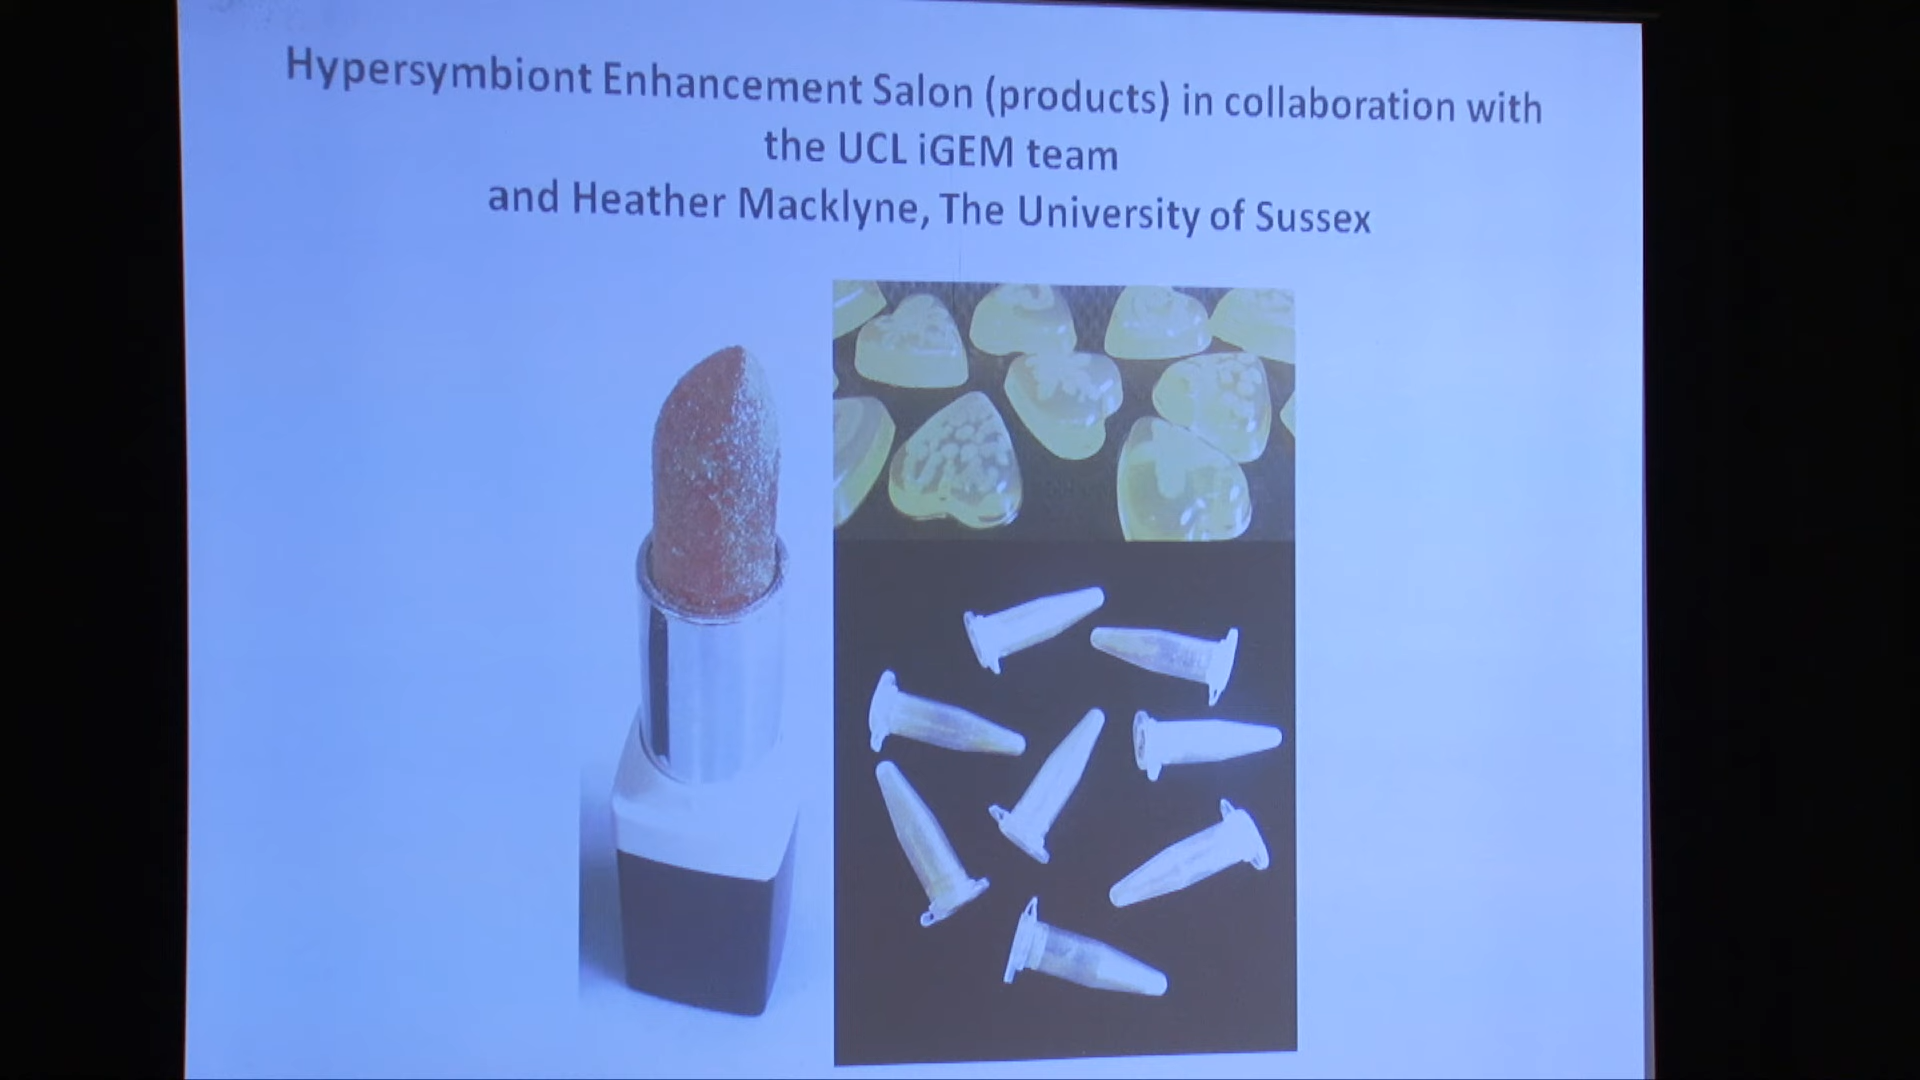 Hypersymbiont Enhancement Salon (products) in collaboration with
the UCL iGEM team
and Heather Macklyne, The University of Sussex